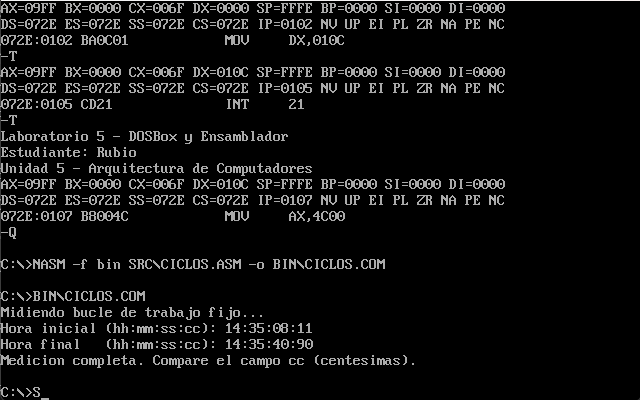 AX=09FF BX=0000 CX=006F DX=0000 SP=FFFE BP=0000 SI=0000 DI=0000
DS=072E ES=072E SS=072E CS=072E IP=0102 NV UP EI PL ZR NA PE NC
072E:0102 BA0C01 MOV DX,010C
-T
AX=09FF BX=0000 CX=006F DX=010C SP=FFFE BP=0000 SI=0000 DI=0000
DS=072E ES=072E SS=072E CS=072E IP=0105 NV UP EI PL ZR NA PE NC
072E:0105 CD21 INT 21
-T
Laboratorio 5 - DOSBox y Ensamblador
Estudiante: Rubio
Unidad 5 - Arquitectura de Computadores
AX=09FF BX=0000 CX=006F DX=010C SP=FFFE BP=0000 SI=0000 DI=0000
DS=072E ES=072E SS=072E CS=072E IP=0107 NV UP EI PL ZR NA PE NC
072E:0107 B8004C MOV AX,4C00
-Q
C:\>NASM -f bin SRC\CICLOS.ASM -o BIN\CICLOS.COM
C:\>BIN\CICLOS.COM
Midiendo bucle de trabajo fijo...
Hora inicial (hh:mm:ss:cc): 14:35:08:11
Hora final (hh:mm:ss:cc): 14:35:40:90
Medicion completa. Compare el campo cc (centesimas).
C:\>S_